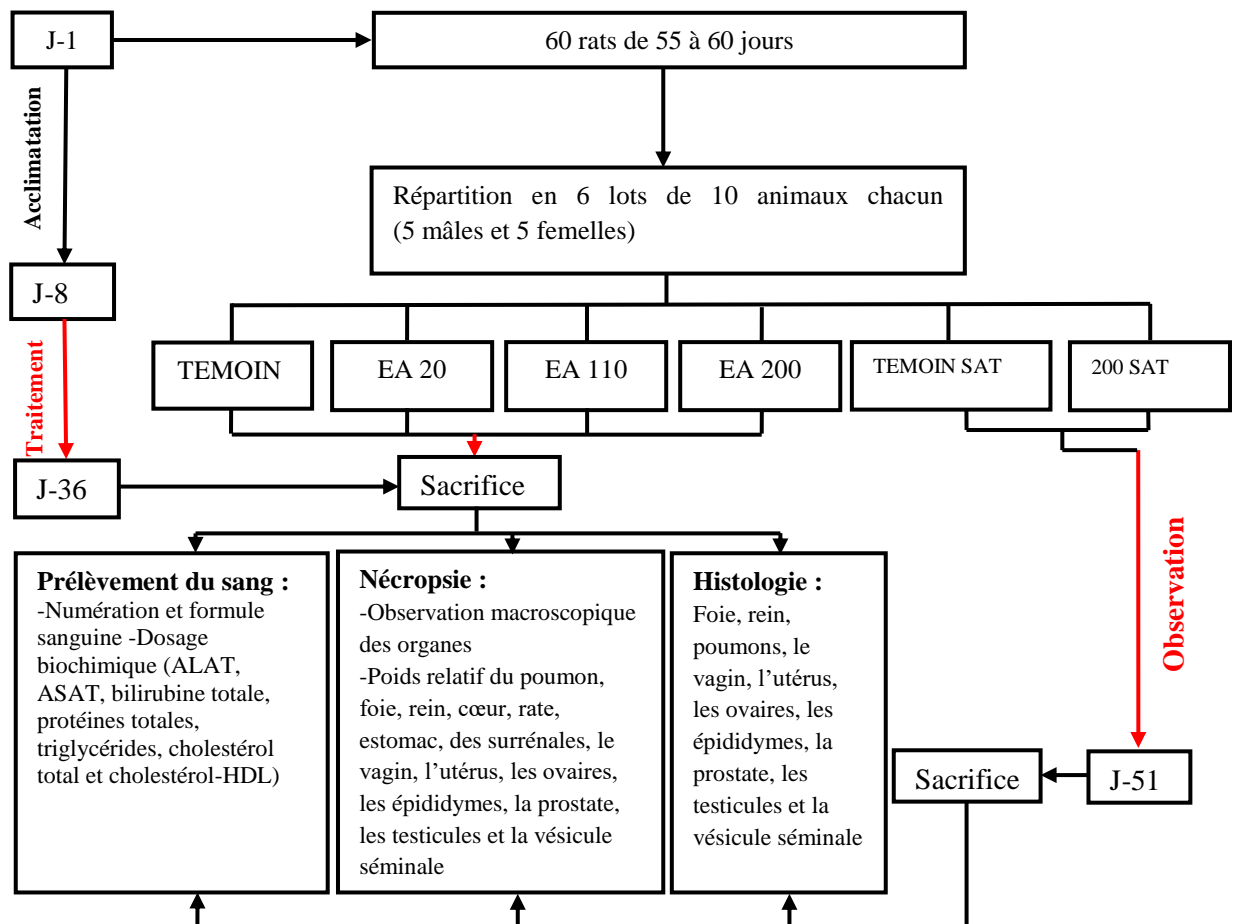 J-1
60 rats de 55 à 60 jours
Acclimatation
Répartition en 6 lots de 10 animaux chacun
(5 mâles et 5 femelles)
J-8
TEMOIN
EA 20
EA 110
EA 200
TEMOIN SAT
200 SAT
Traitement
J-36
Sacrifice
Observation
Prélèvement du sang :
-Numération et formule
sanguine -Dosage
biochimique (ALAT,
ASAT, bilirubine totale,
protéines totales,
triglycérides, cholestérol
total et cholestérol-HDL)
Nécropsie :
-Observation macroscopique
des organes
-Poids relatif du poumon,
foie, rein, cœur, rate,
estomac, des surrénales, le
vagin, l’utérus, les ovaires,
les épididymes, la prostate,
les testicules et la vésicule
séminale
Histologie :
Foie, rein,
poumons, le
vagin, l’utérus,
les ovaires, les
épididymes, la
prostate, les
testicules et la
vésicule séminale
Sacrifice
J-51